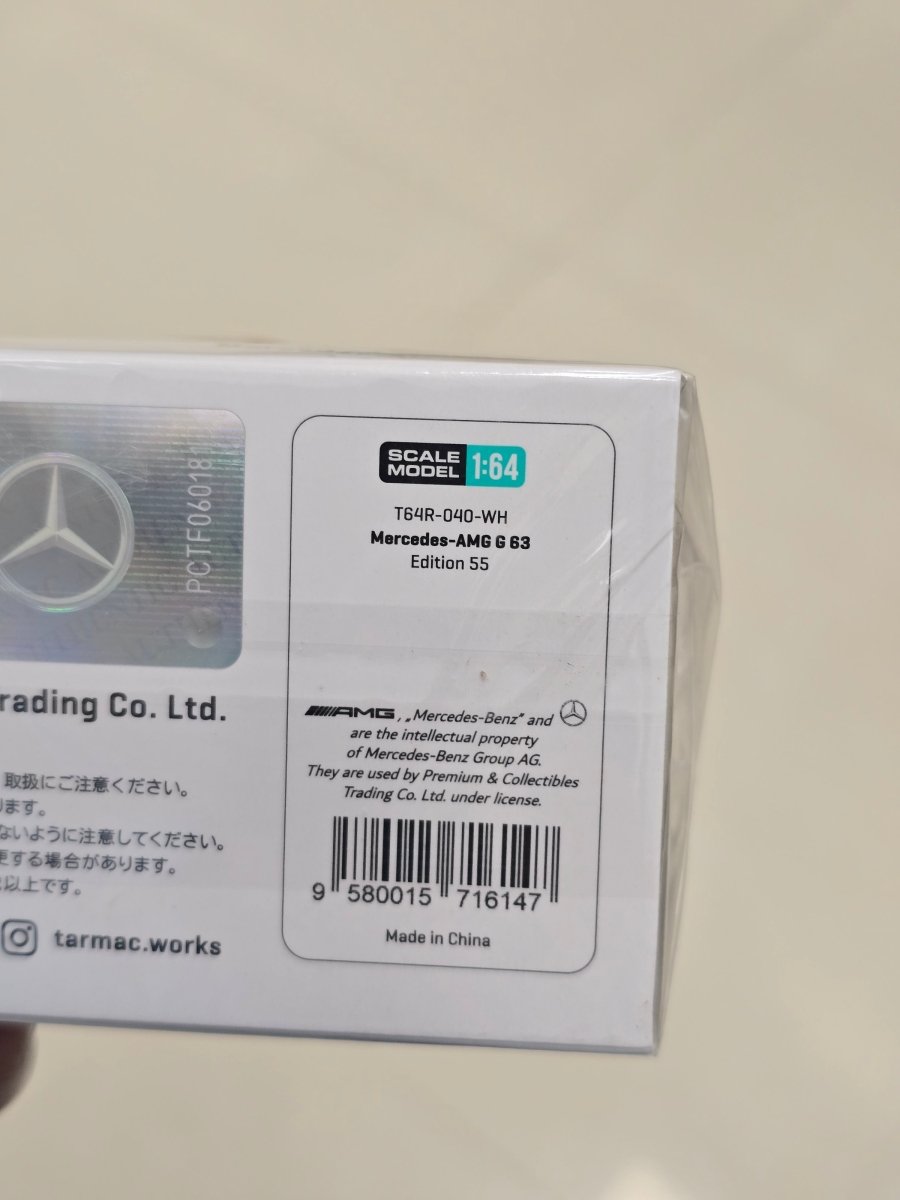 SCALE
MODEL 1:64
T64R-040-WH
Mercedes-AMG G 63
Edition 55
AMG, „Mercedes-Benz" and
are the intellectual property
of Mercedes-Benz Group AG.
They are used by Premium & Collectibles
Trading Co. Ltd. under license.
9 580015 716147
Made in China
PCTF060181
rading Co. Ltd.
取扱にご注意ください。
ります。
ないように注意してください。
更する場合があります。
以上です。
tarmac.works